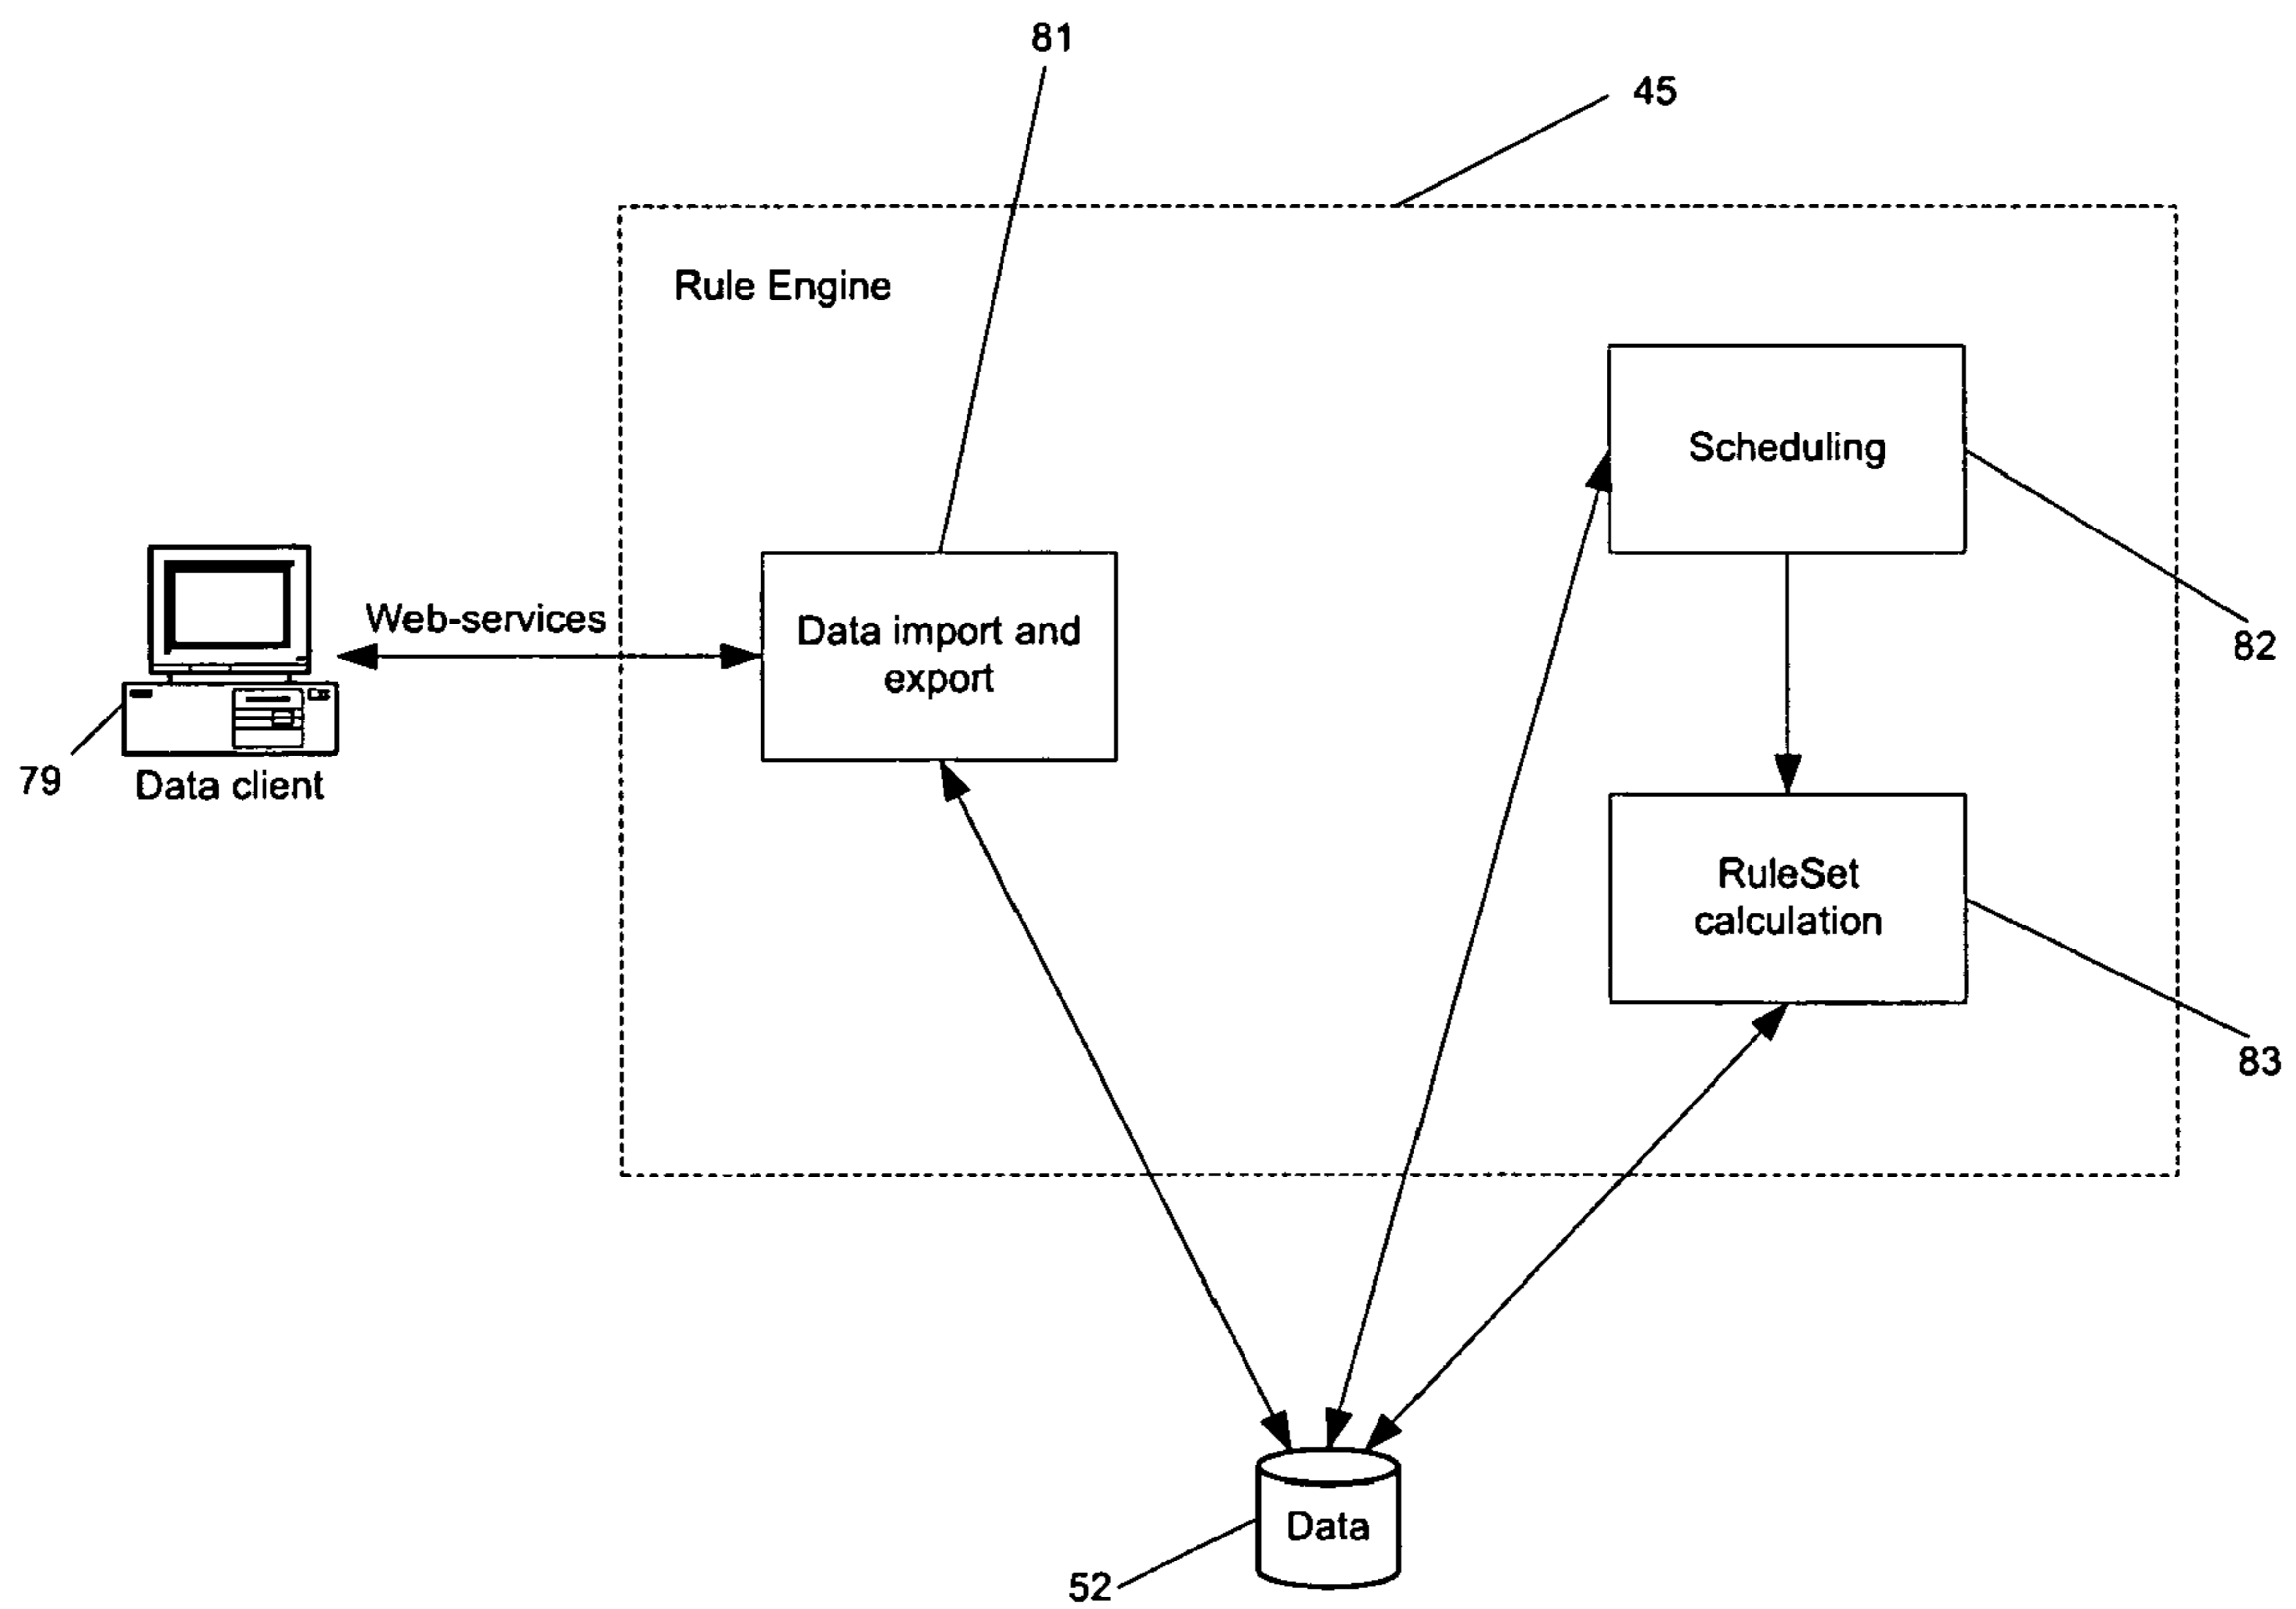 81
45
Rule Engine
Scheduling
Web-services
Data import and
export
82
79
Data client
RuleSet
calculation
83
Data
52